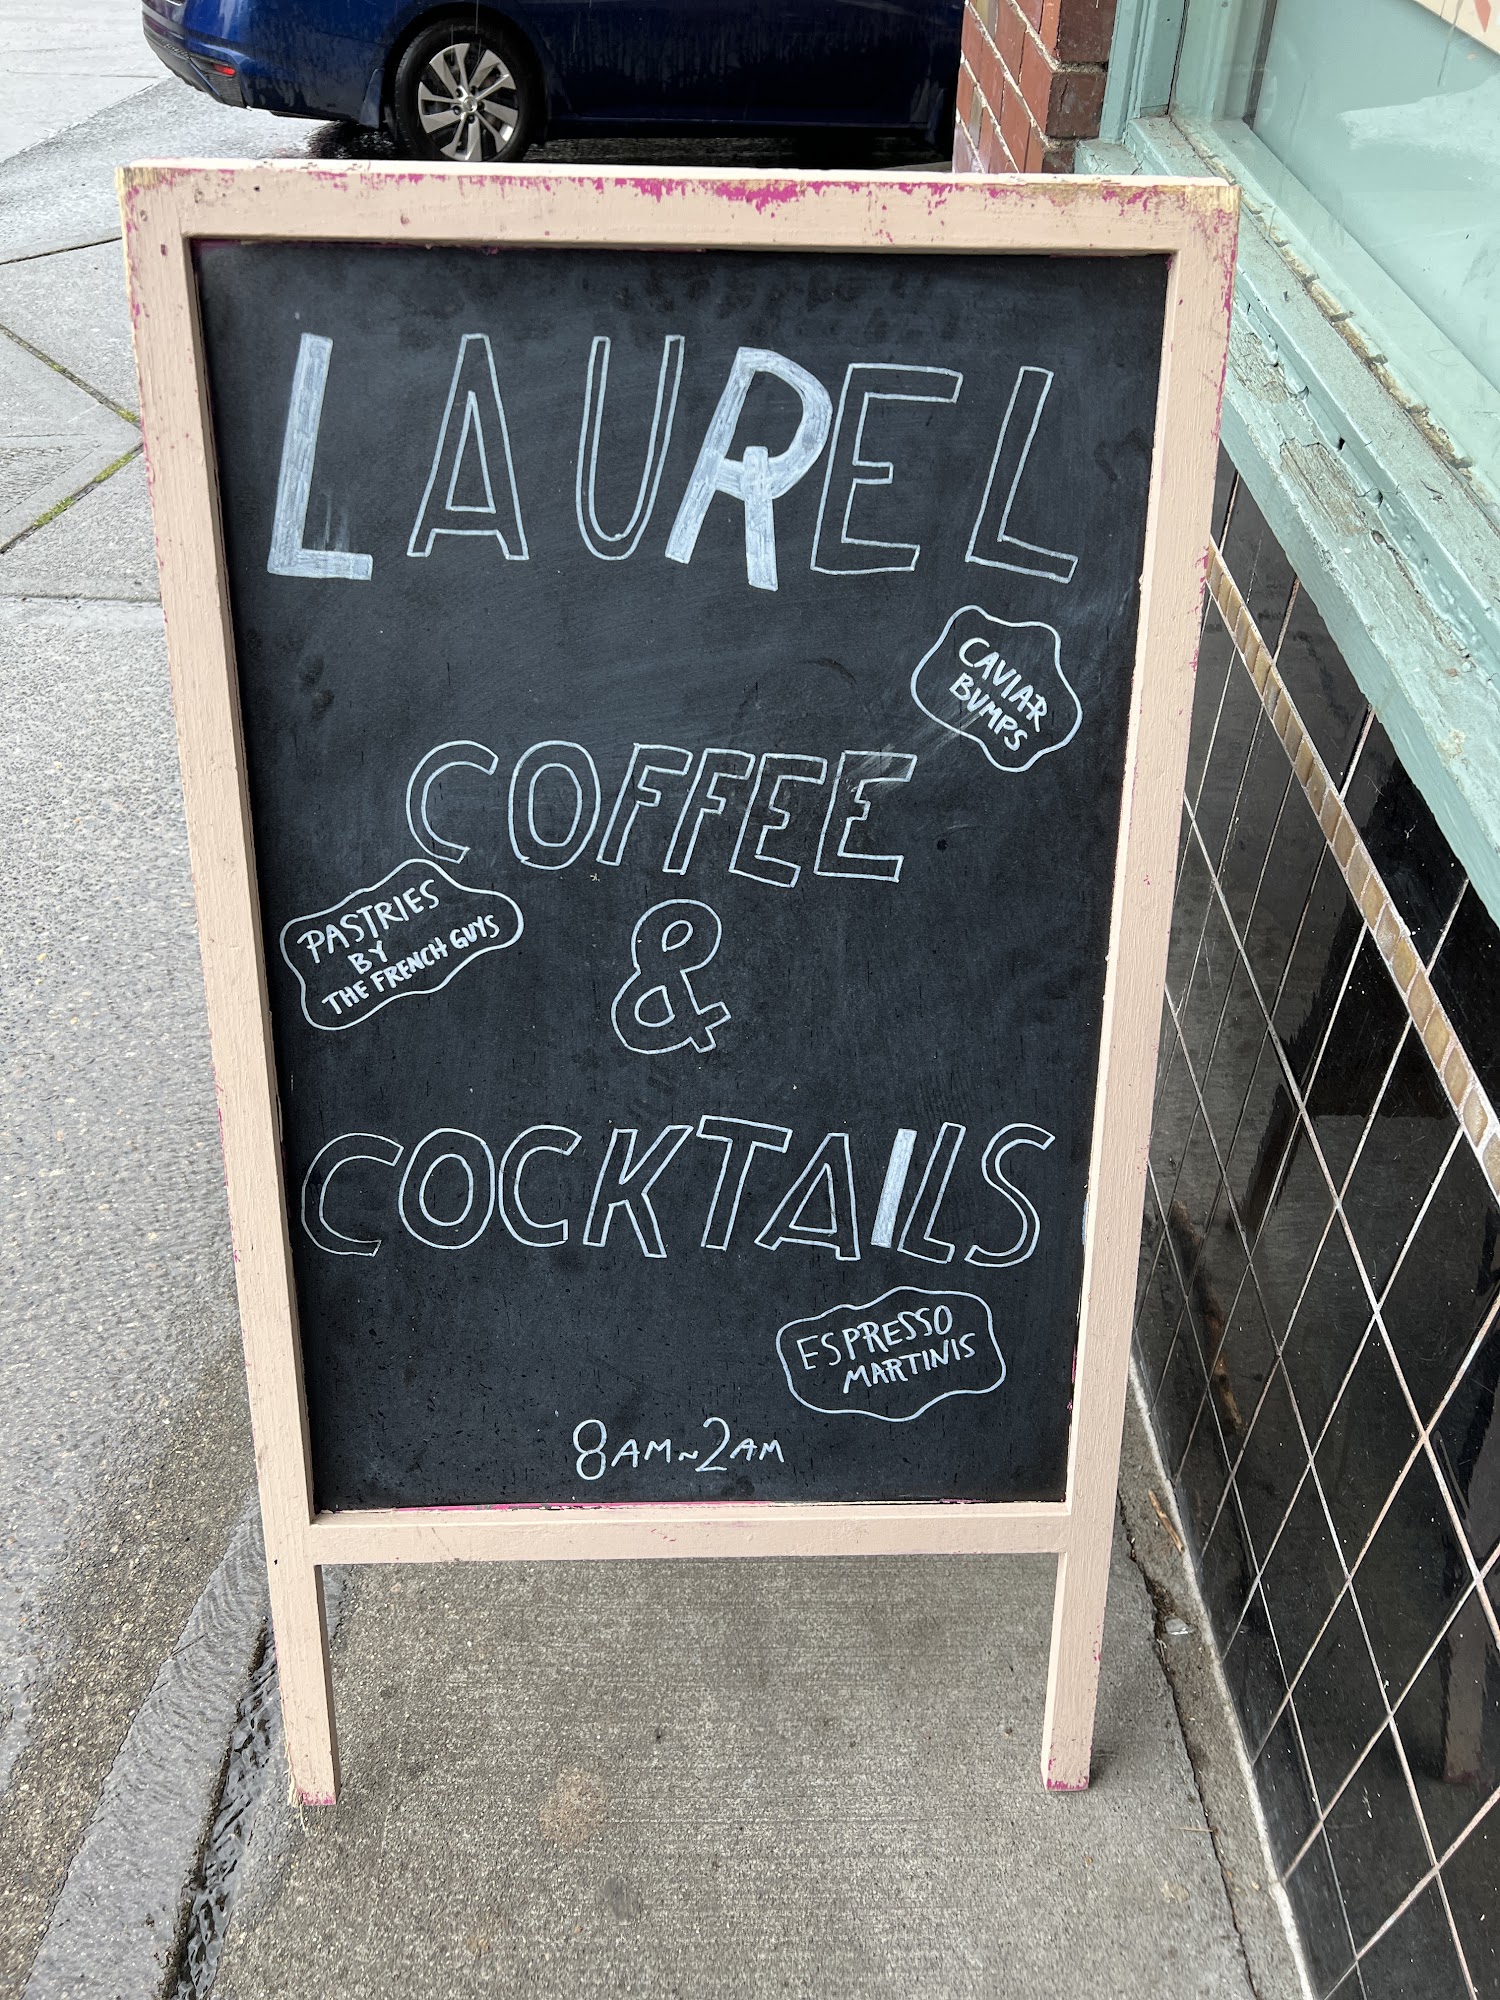 LAUREL
CAVIAR
BUMPS
COFFEE
PASTRIES
BY
THE FRENCH GUYS
&
COCKTAILS
ESPRESSO
MARTINIS
8AM~2AM